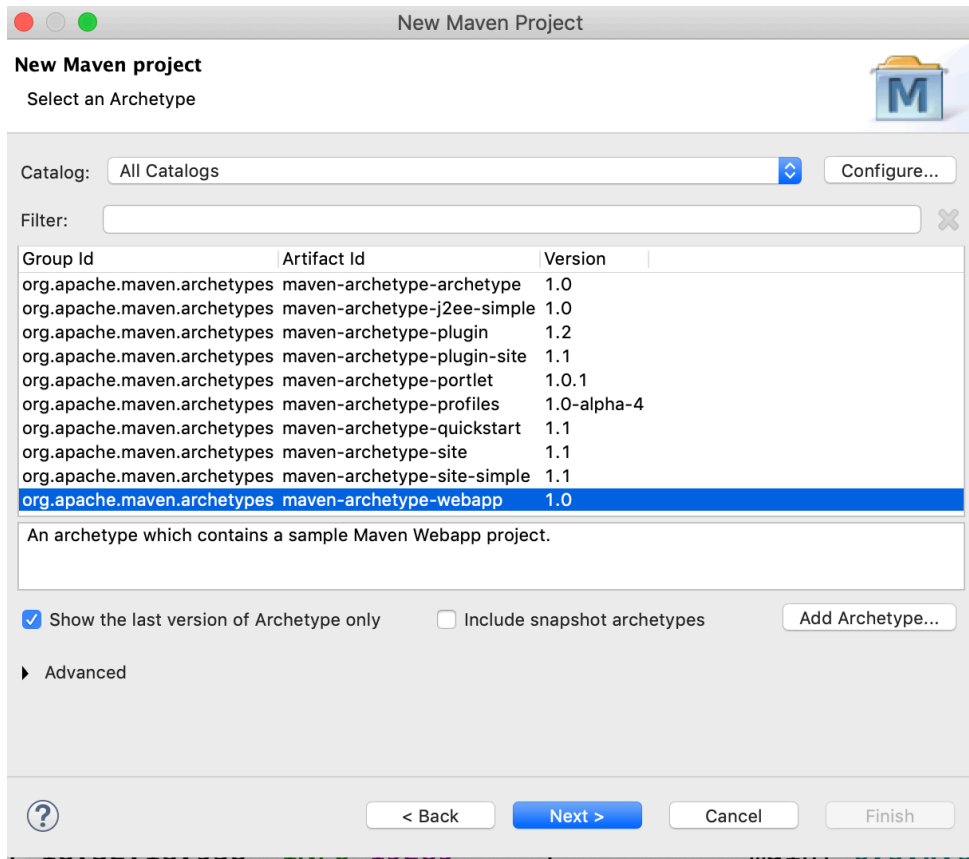 New Maven Project
New Maven project
Select an Archetype
M
Catalog: All Catalogs Configure...
Filter:
Group Id Artifact Id Version
org.apache.maven.archetypes maven-archetype-archetype 1.0
org.apache.maven.archetypes maven-archetype-j2ee-simple 1.0
org.apache.maven.archetypes maven-archetype-plugin 1.2
org.apache.maven.archetypes maven-archetype-plugin-site 1.1
org.apache.maven.archetypes maven-archetype-portlet 1.0.1
org.apache.maven.archetypes maven-archetype-profiles 1.0-alpha-4
org.apache.maven.archetypes maven-archetype-quickstart 1.1
org.apache.maven.archetypes maven-archetype-site 1.1
org.apache.maven.archetypes maven-archetype-site-simple 1.1
org.apache.maven.archetypes maven-archetype-webapp 1.0
An archetype which contains a sample Maven Webapp project.
Show the last version of Archetype only Include snapshot archetypes Add Archetype...
Advanced
? < Back Next > Cancel Finish